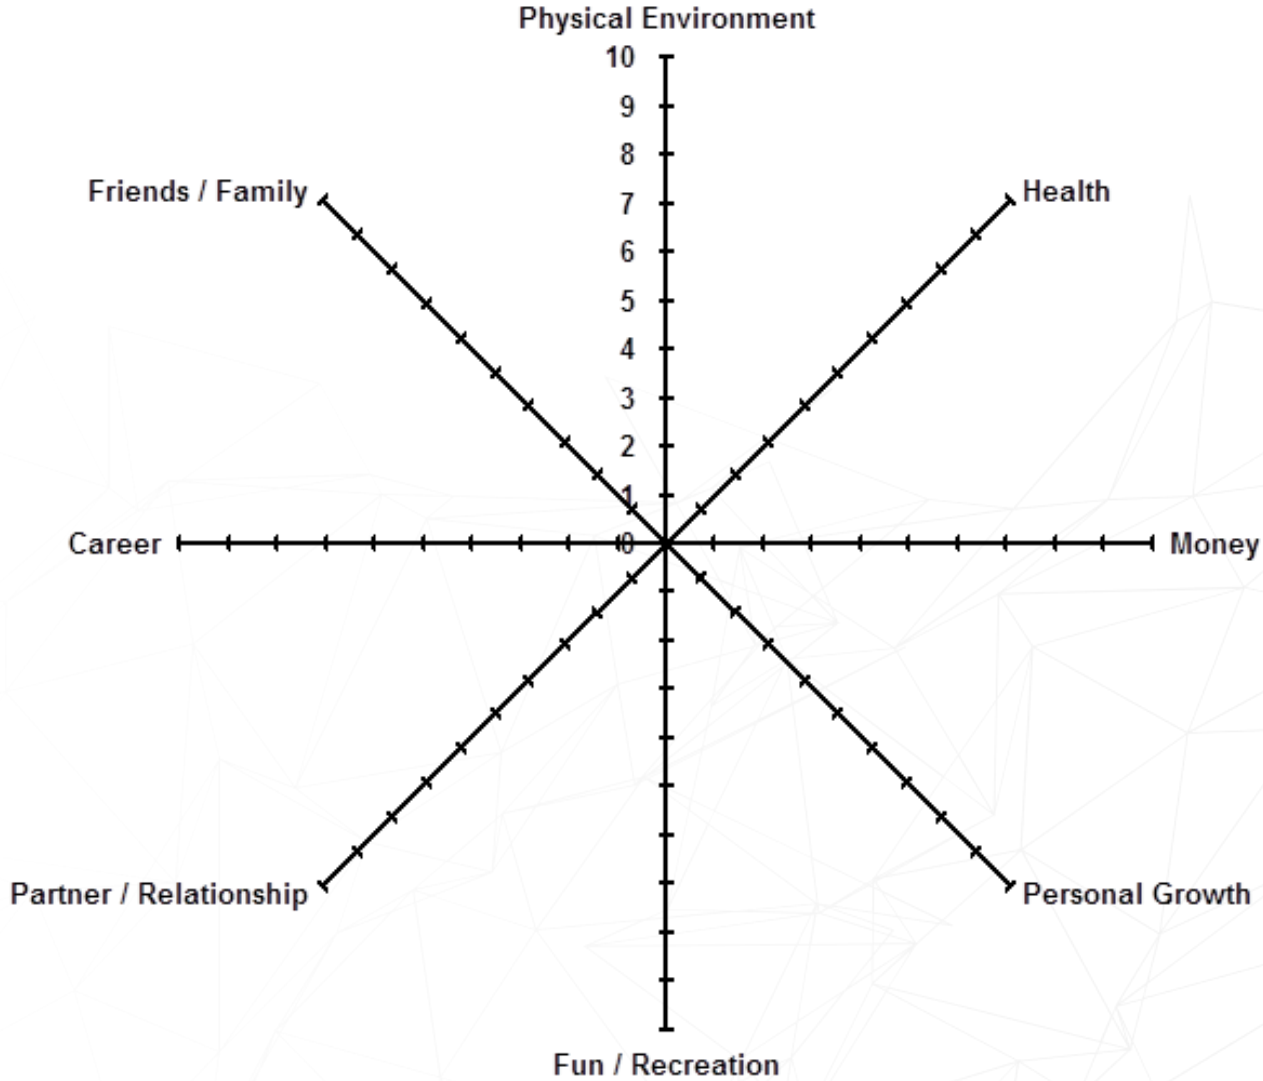 Physical Environment
10
9
8
Friends / Family
7
Health
6
5
4
3
2
1
Career
0
Money
Partner / Relationship
Personal Growth
Fun / Recreation